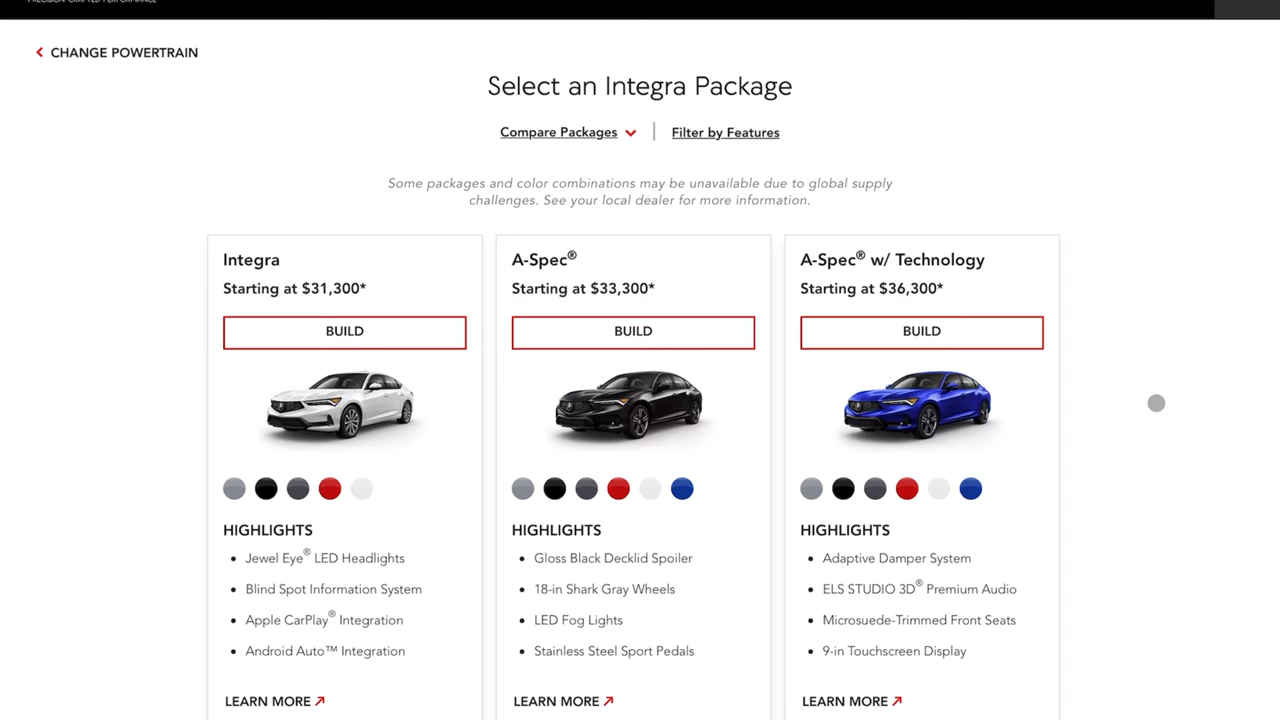 PRECISION CRAFTED PERFORMANCE
CHANGE POWERTRAIN
Select an Integra Package
Compare Packages
Filter by Features
Some packages and color combinations may be unavailable due to global supply
challenges. See your local dealer for more information.
Integra
Starting at $31,300*
BUILD
HIGHLIGHTS
Jewel Eye® LED Headlights
Blind Spot Information System
Apple CarPlay® Integration
Android Auto™ Integration
LEARN MORE
A-Spec®
Starting at $33,300*
BUILD
HIGHLIGHTS
Gloss Black Decklid Spoiler
18-in Shark Gray Wheels
LED Fog Lights
Stainless Steel Sport Pedals
LEARN MORE
A-Spec® w/ Technology
Starting at $36,300*
BUILD
HIGHLIGHTS
Adaptive Damper System
ELS STUDIO 3D® Premium Audio
Microsuede-Trimmed Front Seats
9-in Touchscreen Display
LEARN MORE